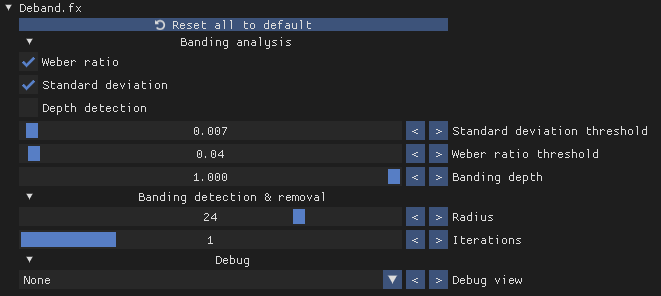 Deband.fx
Reset all to default
Banding analysis
Weber ratio
Standard deviation
Depth detection
0.007 < > Standard deviation threshold
0.04 < > Weber ratio threshold
1.000 < > Banding depth
Banding detection & removal
24 < > Radius
1 < > Iterations
Debug
None < > Debug view